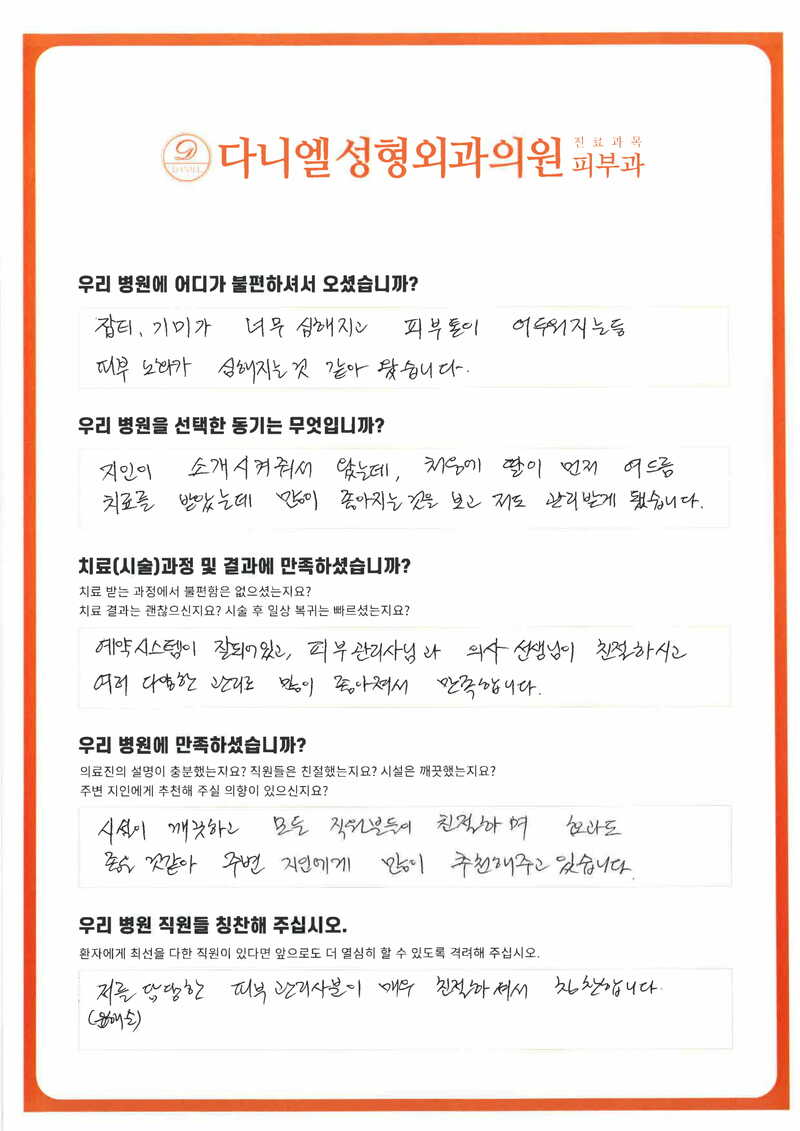 DANIEL
다니엘성형외과의원 진료과목 피부과
우리 병원에 어디가 불편하셔서 오셨습니까?
잡티, 기미가 너무 심해지고 피부톤이 어두워지는등
피부 노화가 심해지는것 같아 왔습니다.
우리 병원을 선택한 동기는 무엇입니까?
지인이 소개시켜줘서 왔는데, 처음에 딸이 먼저 여드름
치료를 받았는데 많이 좋아지는것을 보고 저도 관리받게 됐습니다.
치료(시술)과정 및 결과에 만족하셨습니까?
치료 받는 과정에서 불편함은 없으셨는지요?
치료 결과는 괜찮으신지요? 시술 후 일상 복귀는 빠르셨는지요?
예약시스템이 잘되어있고, 피부관리사님과 의사 선생님이 친절하시고
여러 다양한 관리로 많이 좋아져서 만족합니다.
우리 병원에 만족하셨습니까?
의료진의 설명이 충분했는지요? 직원들은 친절했는지요? 시설은 깨끗했는지요?
주변 지인에게 추천해 주실 의향이 있으신지요?
시설이 깨끗하고 모든 직원분들이 친절하며 효과도
좋은 것같아 주변 지인에게 많이 추천해주고 있습니다.
우리 병원 직원들 칭찬해 주십시오.
환자에게 최선을 다한 직원이 있다면 앞으로도 더 열심히 할 수 있도록 격려해 주십시오.
저를 담당한 피부 관리사분이 매우 친절하셔서 칭찬합니다.